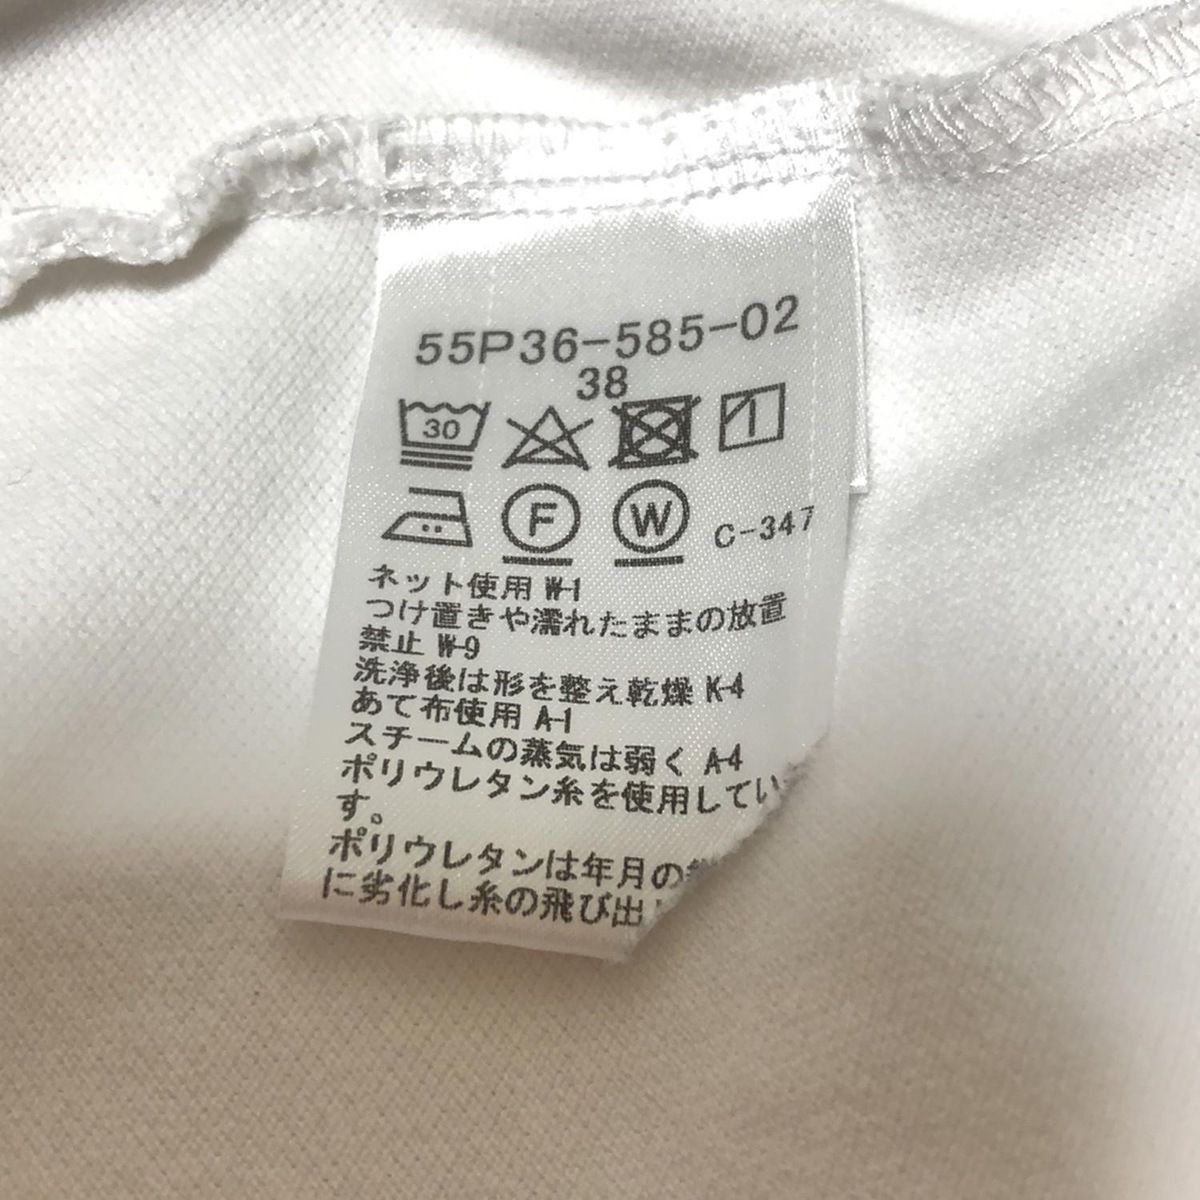 55P36-585-02
38
30
F W C-347
ネット使用 W-1
つけ置きや濡れたままの放置
禁止 W-9
洗浄後は形を整え乾燥 K-4
あて布使用 A-1
スチームの蒸気は弱く A-4
ポリウレタン糸を使用してい
す。
ポリウレタンは年月の
に劣化し糸の飛び出